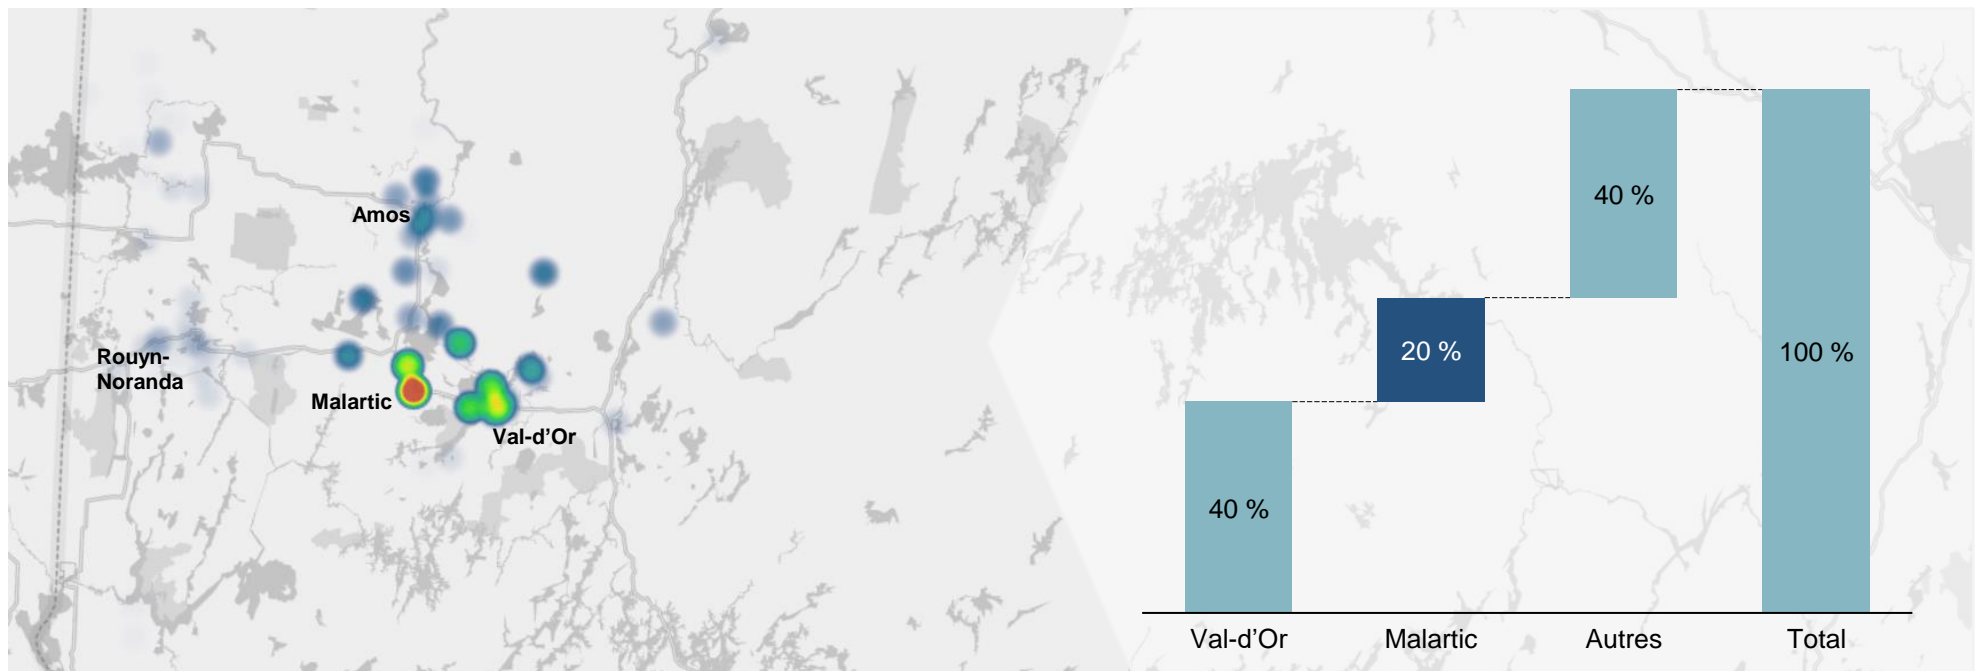 Amos
Rouyn-
Noranda
Malartic
Val-d’Or
40 %
20 %
40 %
100 %
Val-d’Or
Malartic
Autres
Total